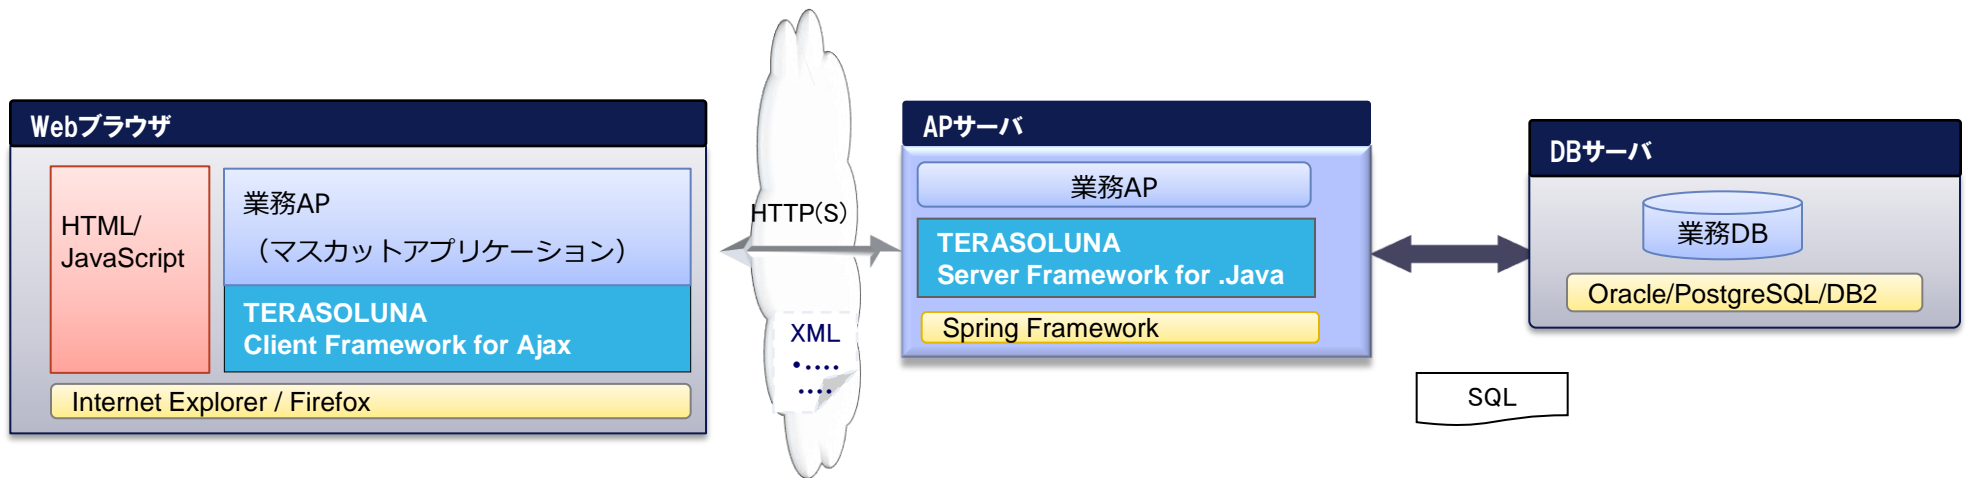 Webブラウザ
HTML/
JavaScript
業務AP
（マスカットアプリケーション）
TERASOLUNA
Client Framework for Ajax
Internet Explorer / Firefox
HTTP(S)
XML
•....
....
APサーバ
業務AP
TERASOLUNA
Server Framework for .Java
Spring Framework
DBサーバ
業務DB
Oracle/PostgreSQL/DB2
SQL